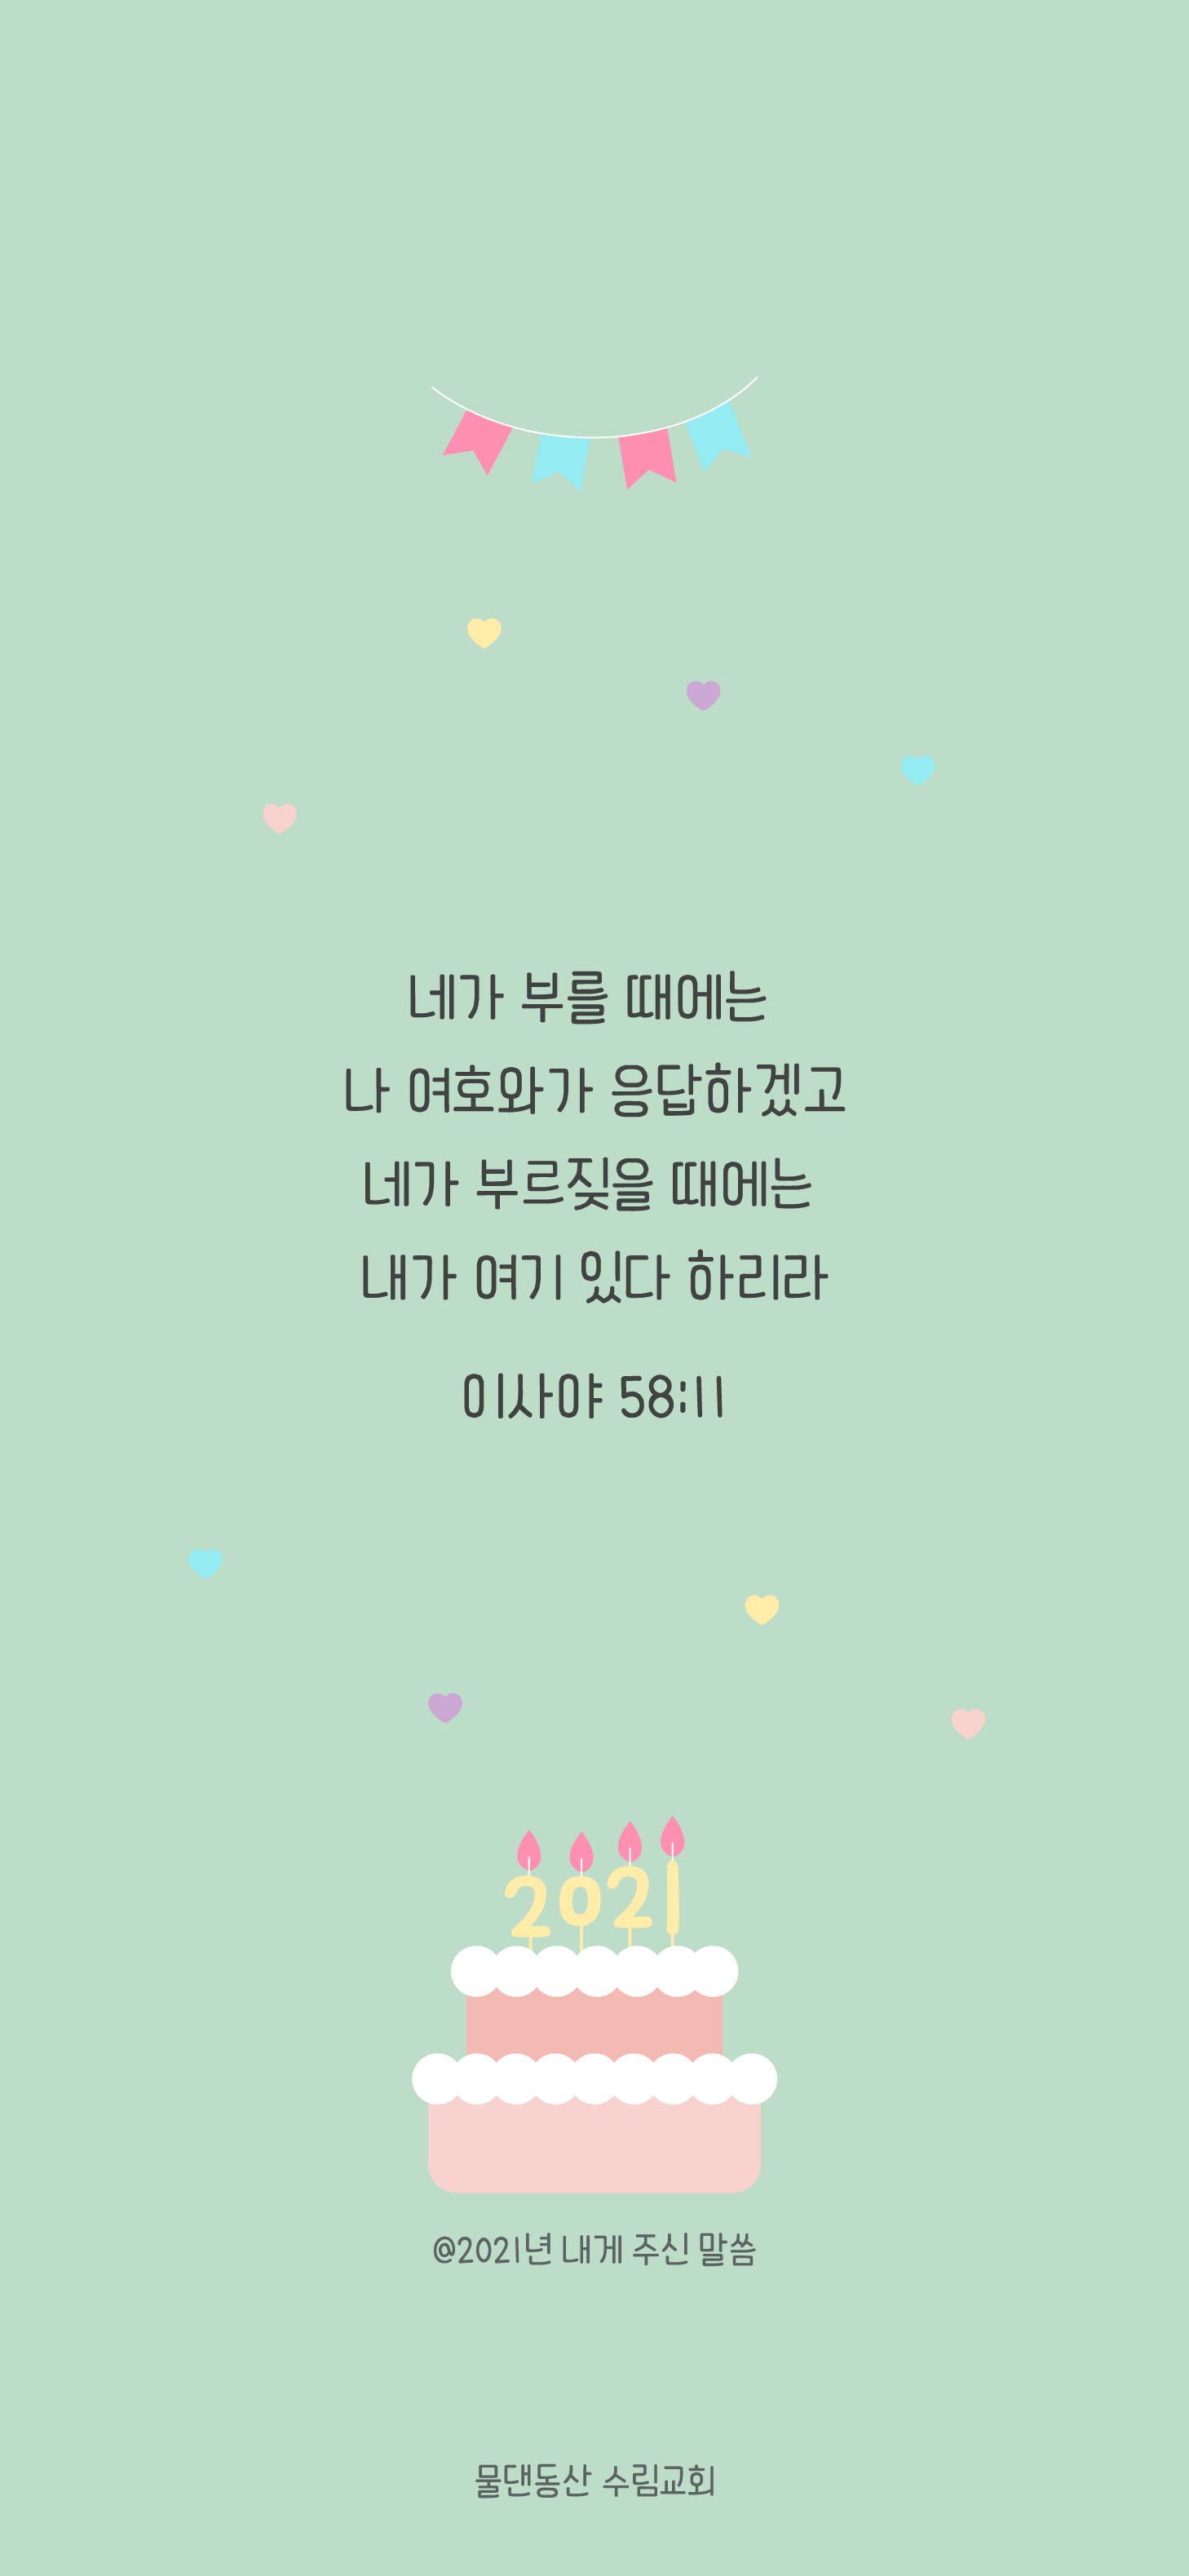 네가 부를 때에는
나 여호와가 응답하겠고
네가 부르짖을 때에는
내가 여기 있다 하리라
이사야 58:11
2021
@2021년 내게 주신 말씀
물댄동산 수림교회